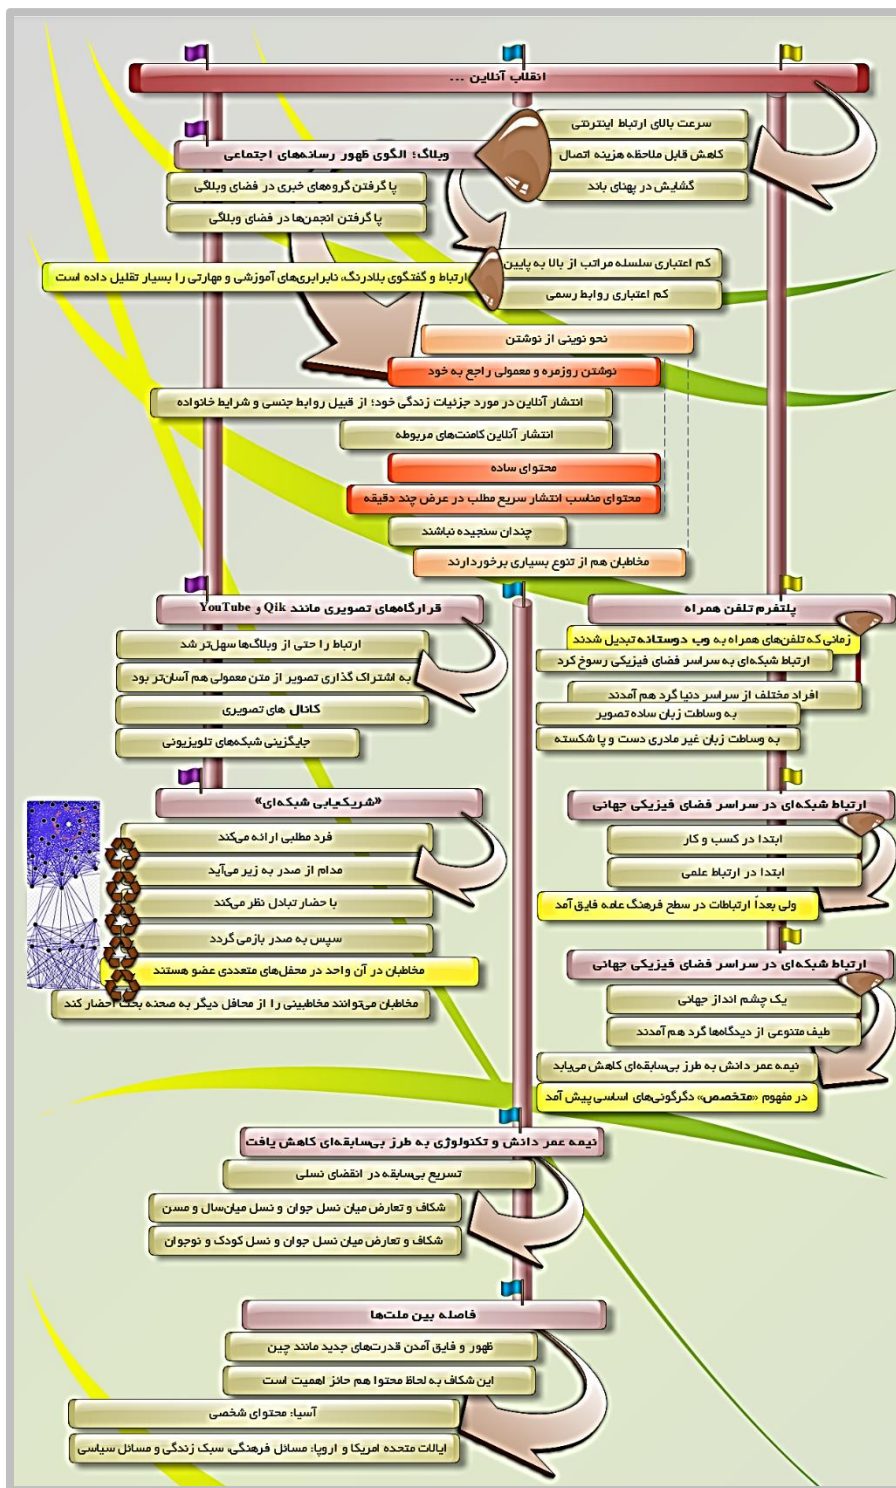 انقلاب آنلاین ...
سرعت بالای ارتباط اینترنتی
کاهش قابل ملاحظه هزینه اتصال
گشایش در پهنای باند
وبلاگ؛ الگوی ظهور رسانه‌های اجتماعی
پا گرفتن گروه‌های خبری در فضای وبلاگی
پا گرفتن انجمن‌ها در فضای وبلاگی
کم اعتباری سلسله مراتب از بالا به پایین
کم اعتباری روابط رسمی
ارتباط و گفتگوی بلادرنگ، نابرابری‌های آموزشی و مهارتی را بسیار تقلیل داده است
نحو نوینی از نوشتن
نوشتن روزمره و معمولی راجع به خود
انتشار آنلاین در مورد جزئیات زندگی خود؛ از قبیل روابط جنسی و شرایط خانواده
انتشار آنلاین کامنت‌های مربوطه
محتوای ساده
محتوای مناسب انتشار سریع مطلب در عرض چند دقیقه
چندان سنجیده نباشند
مخاطبان هم از تنوع بسیاری برخوردارند
پلتفرم تلفن همراه
زمانی که تلفن‌های همراه به وب دوستانه تبدیل شدند
ارتباط شبکه‌ای به سراسر فضای فیزیکی رسوخ کرد
افراد مختلف از سراسر دنیا گرد هم آمدند
به وساطت زبان ساده تصویر
به وساطت زبان غیر مادری دست و پا شکسته
قرارگاه‌های تصویری مانند Qik و YouTube
ارتباط را حتی از وبلاگ‌ها سهل‌تر شد
به اشتراک گذاری تصویر از متن معمولی هم آسان‌تر بود
کانال های تصویری
جایگزینی شبکه‌های تلویزیونی
ارتباط شبکه‌ای در سراسر فضای فیزیکی جهانی
ابتدا در کسب و کار
ابتدا در ارتباط علمی
ولی بعداً ارتباطات در سطح فرهنگ عامه فایق آمد
«شریک‌یابی شبکه‌ای»
فرد مطلبی ارائه می‌کند
مدام از صدر به زیر می‌آید
با حضار تبادل نظر می‌کند
سپس به صدر بازمی گردد
مخاطبان در آن واحد در محفل‌های متعددی عضو هستند
مخاطبان می‌توانند مخاطبینی را از محافل دیگر به صحنه بحث احضار کند
ارتباط شبکه‌ای در سراسر فضای فیزیکی جهانی
یک چشم انداز جهانی
طیف متنوعی از دیدگاه‌ها گرد هم آمدند
نیمه عمر دانش به طرز بی‌سابقه‌ای کاهش می‌یابد
در مفهوم «متخصص» دگرگونی‌های اساسی پیش آمد
نیمه عمر دانش و تکنولوژی به طرز بی‌سابقه‌ای کاهش یافت
تسریع بی‌سابقه در انقضای نسلی
شکاف و تعارض میان نسل جوان و نسل میان‌سال و مسن
شکاف و تعارض میان نسل جوان و نسل کودک و نوجوان
فاصله بین ملت‌ها
ظهور و فایق آمدن قدرت‌های جدید مانند چین
این شکاف به لحاظ محتوا هم حائز اهمیت است
آسیا: محتوای شخصی
ایالات متحده امریکا و اروپا: مسائل فرهنگی، سبک زندگی و مسائل سیاسی